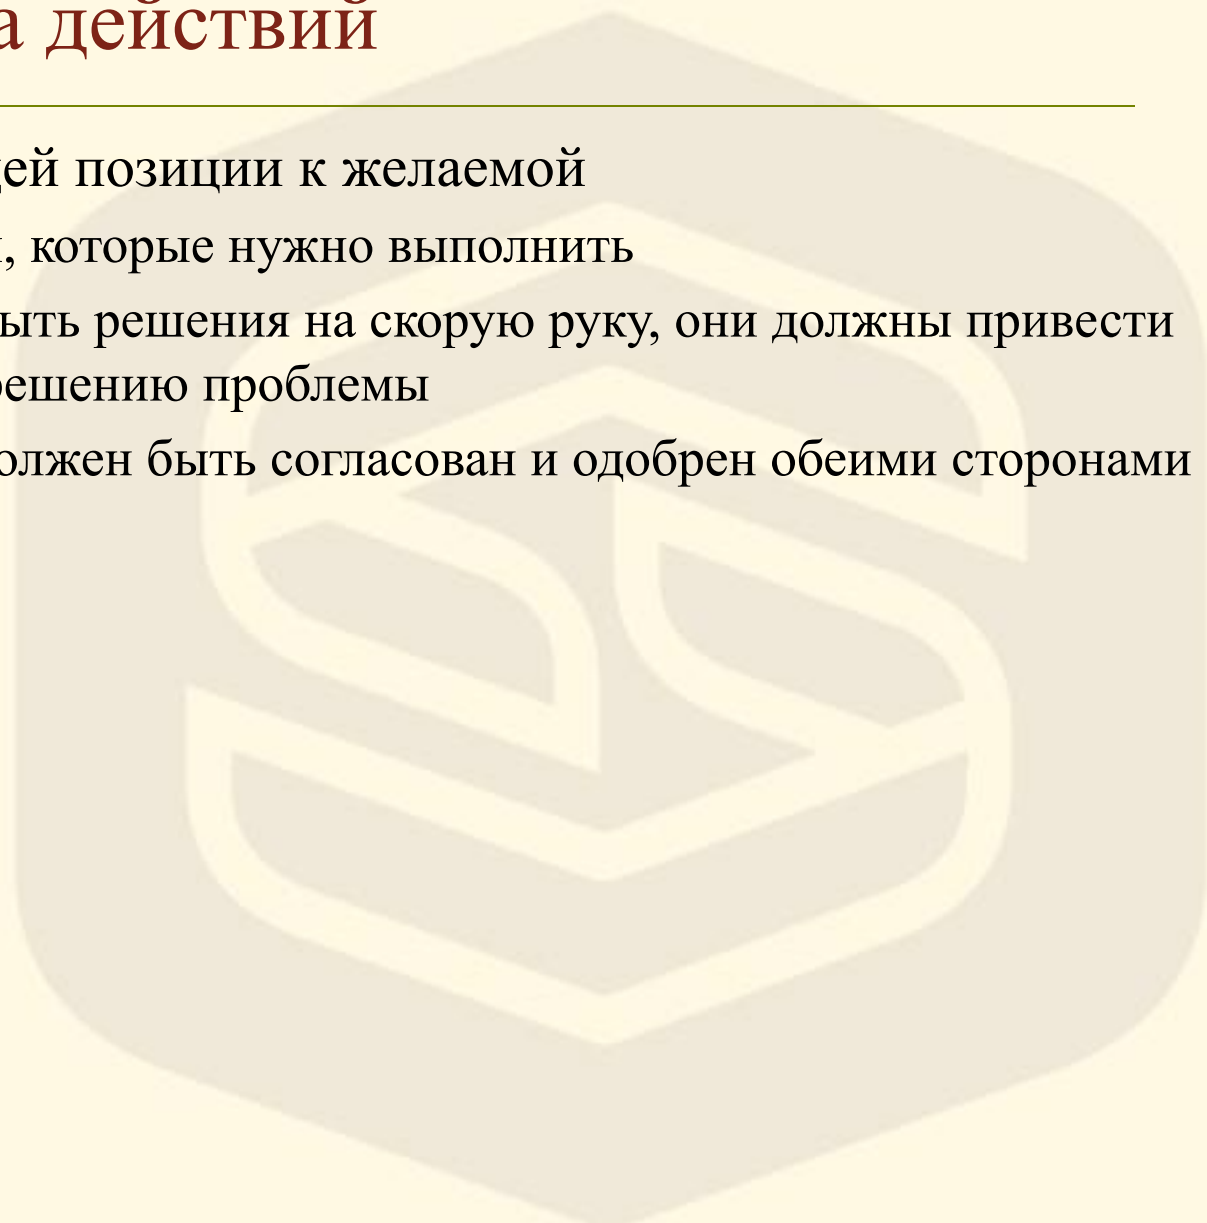 а действий
ей позиции к желаемой
, которые нужно выполнить
ыть решения на скорую руку, они должны привести
решению проблемы
олжен быть согласован и одобрен обеими сторонами